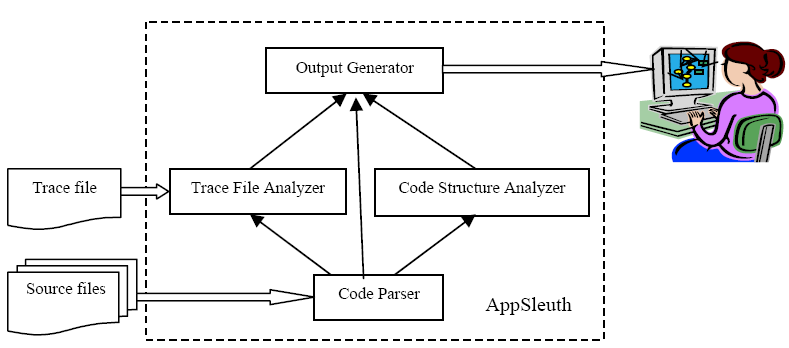 Output Generator
Trace file
Trace File Analyzer
Code Structure Analyzer
Source files
Code Parser
AppSleuth